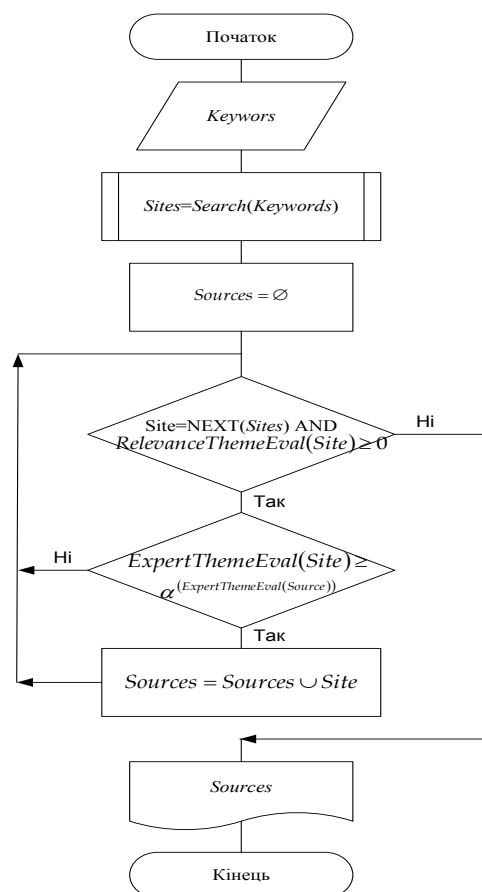 Початок
Keywors
Sites=Search(Keywords)
Sources = ∅
Site=NEXT(Sites) AND
RelevanceThemeEval(Site) ≥ 0
Ні
Так
ExpertThemeEval(Site) ≥
α^(ExpertThemeEval(Source))
Ні
Так
Sources = Sources ∪ Site
Sources
Кінець